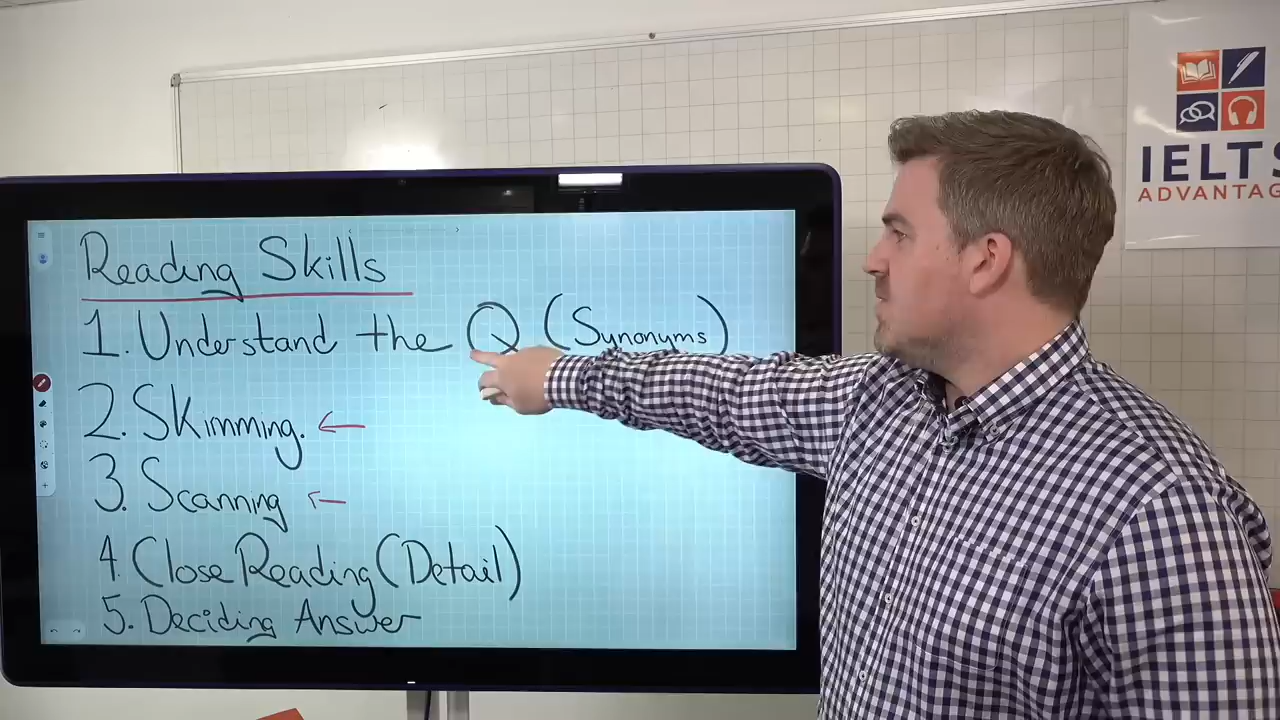 Reading Skills
1. Understand the Q (Synonyms)
2. Skimming.
3. Scanning
4. Close Reading (Detail)
5. Deciding Answer
IELTS
ADVANTAG